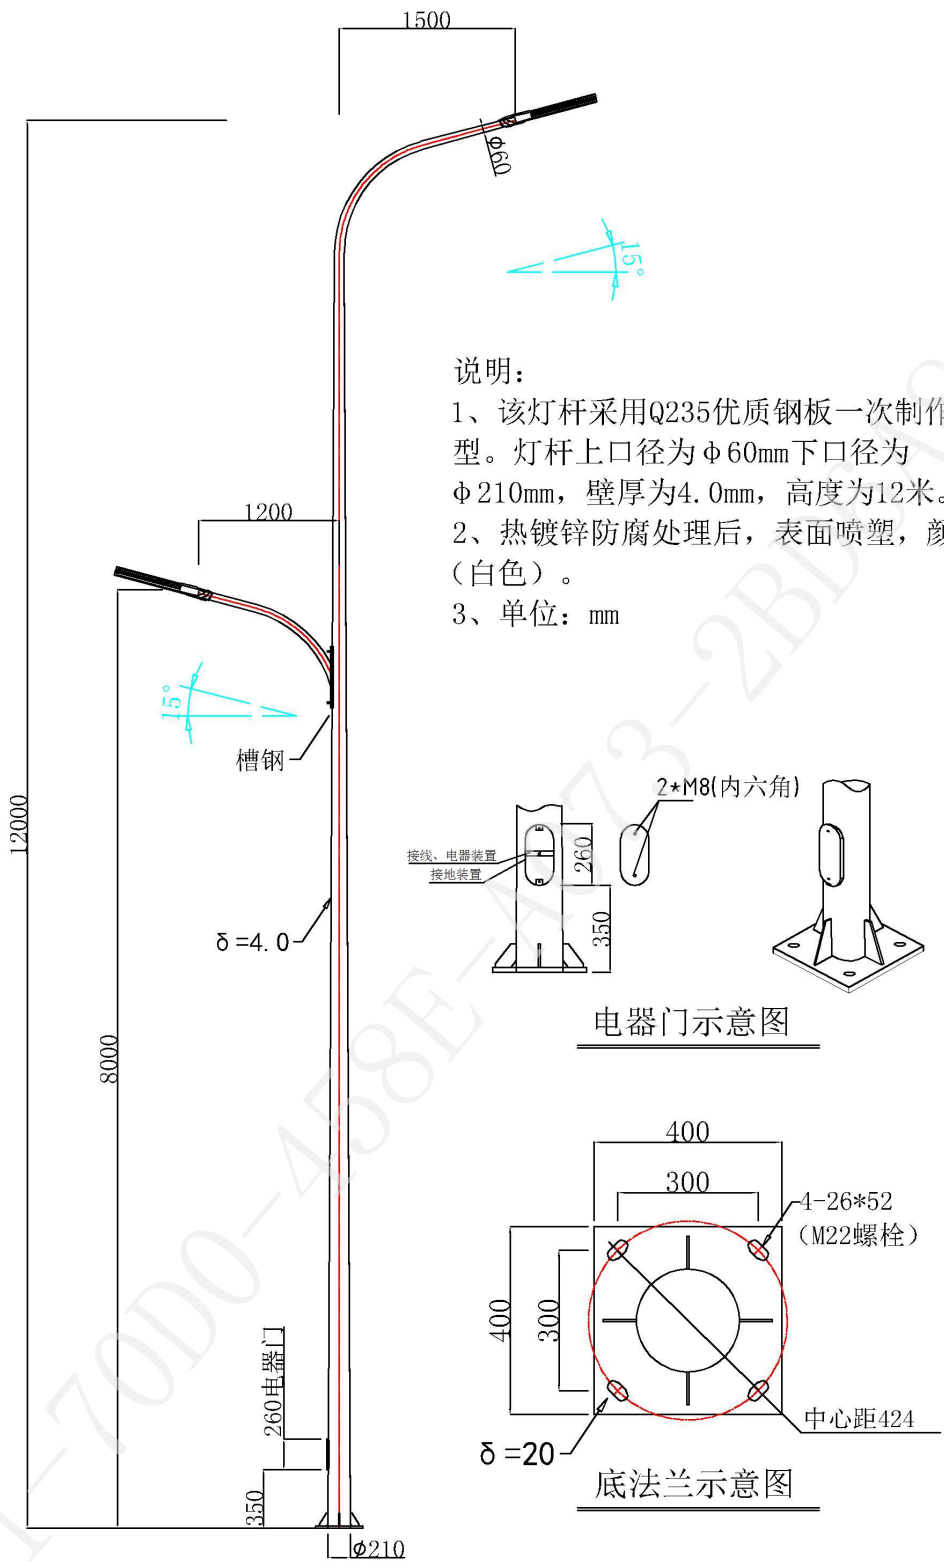 1500
φ60
15°
说明：
1、该灯杆采用Q235优质钢板一次制作
型。灯杆上口径为φ60mm下口径为
φ210mm，壁厚为4.0mm，高度为12米。
2、热镀锌防腐处理后，表面喷塑，颜
（白色）。
3、单位：mm
1200
15°
槽钢
12000
8000
δ=4.0
2*M8(内六角)
接线、电器装置
接地装置
260
350
电器门示意图
400
300
4-26*52
（M22螺栓）
400
300
中心距424
δ=20
底法兰示意图
260电器门
350
φ210
1-70D0-458E-A073-2BD5A9